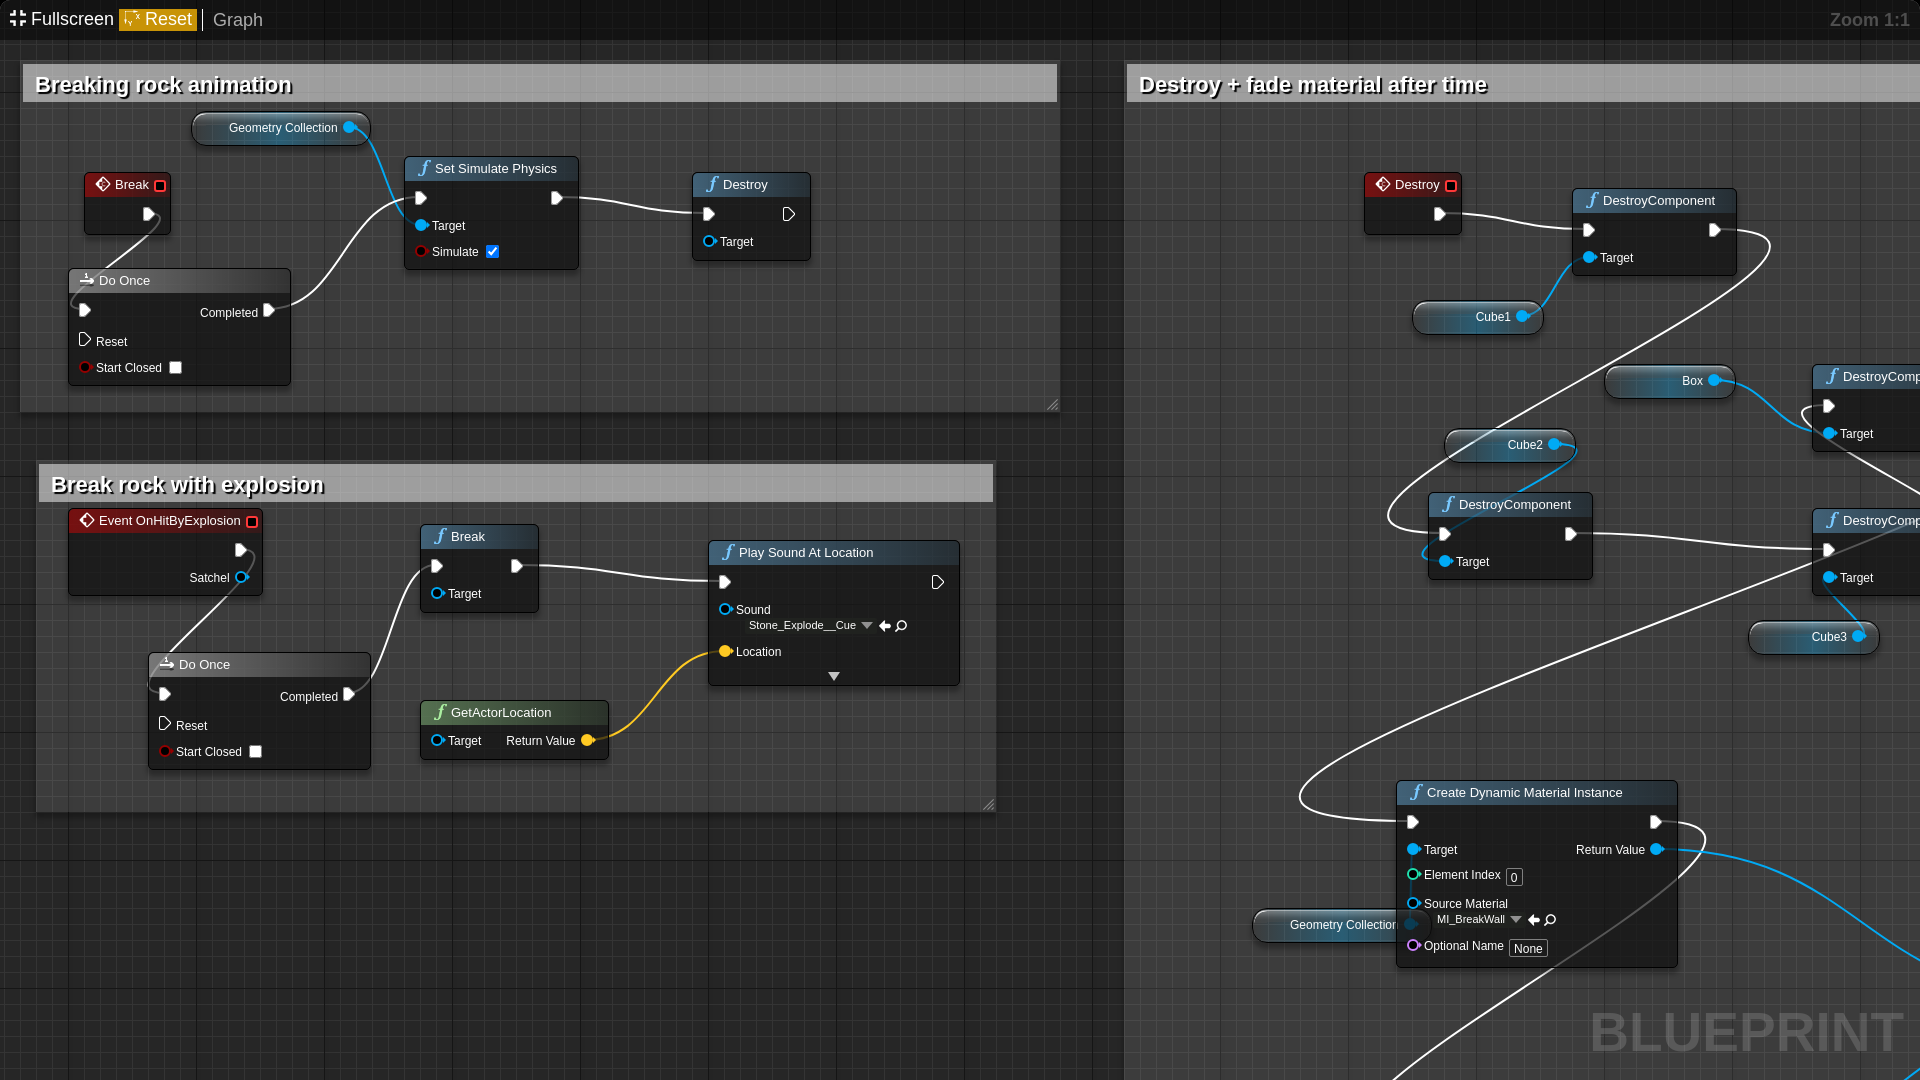 Fullscreen Reset Graph Zoom 1:1
Breaking rock animation
Geometry Collection
Break
Set Simulate Physics
Target
Simulate
Destroy
Target
Do Once
Completed
Reset
Start Closed
Break rock with explosion
Event OnHitByExplosion
Satchel
Break
Target
Play Sound At Location
Sound
Stone_Explode__Cue
Location
Do Once
Completed
Reset
Start Closed
GetActorLocation
Target Return Value
Destroy + fade material after time
Destroy
DestroyComponent
Target
Cube1
Box
DestroyComp
Target
Cube2
DestroyComponent
Target
DestroyComp
Target
Cube3
Create Dynamic Material Instance
Target Return Value
Element Index 0
Source Material
MI_BreakWall
Optional Name None
Geometry Collection
BLUEPRINT